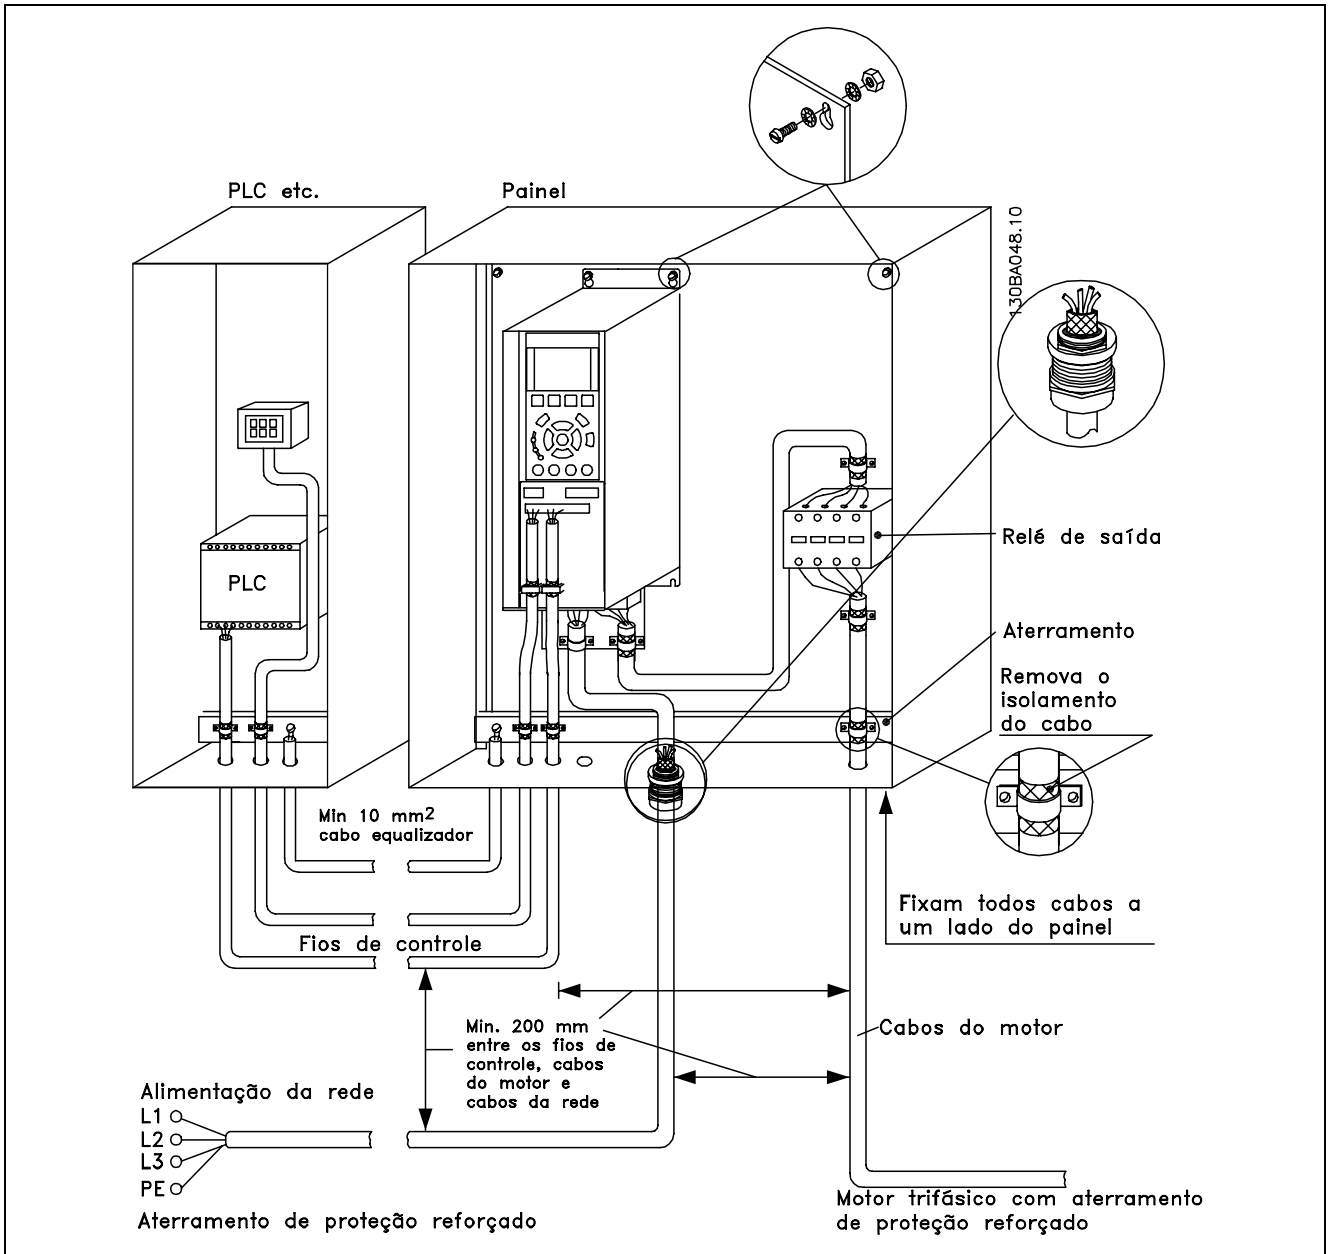 PLC etc.
Painel
130BA048.10
PLC
Relé de saída
Aterramento
Remova o
isolamento
do cabo
Min 10 mm2
cabo equalizador
Fixam todos cabos a
um lado do painel
Fios de controle
Min. 200 mm
entre os fios de
controle, cabos
do motor e
cabos da rede
Cabos do motor
Alimentação da rede
L1
L2
L3
PE
Aterramento de proteção reforçado
Motor trifásico com aterramento
de proteção reforçado